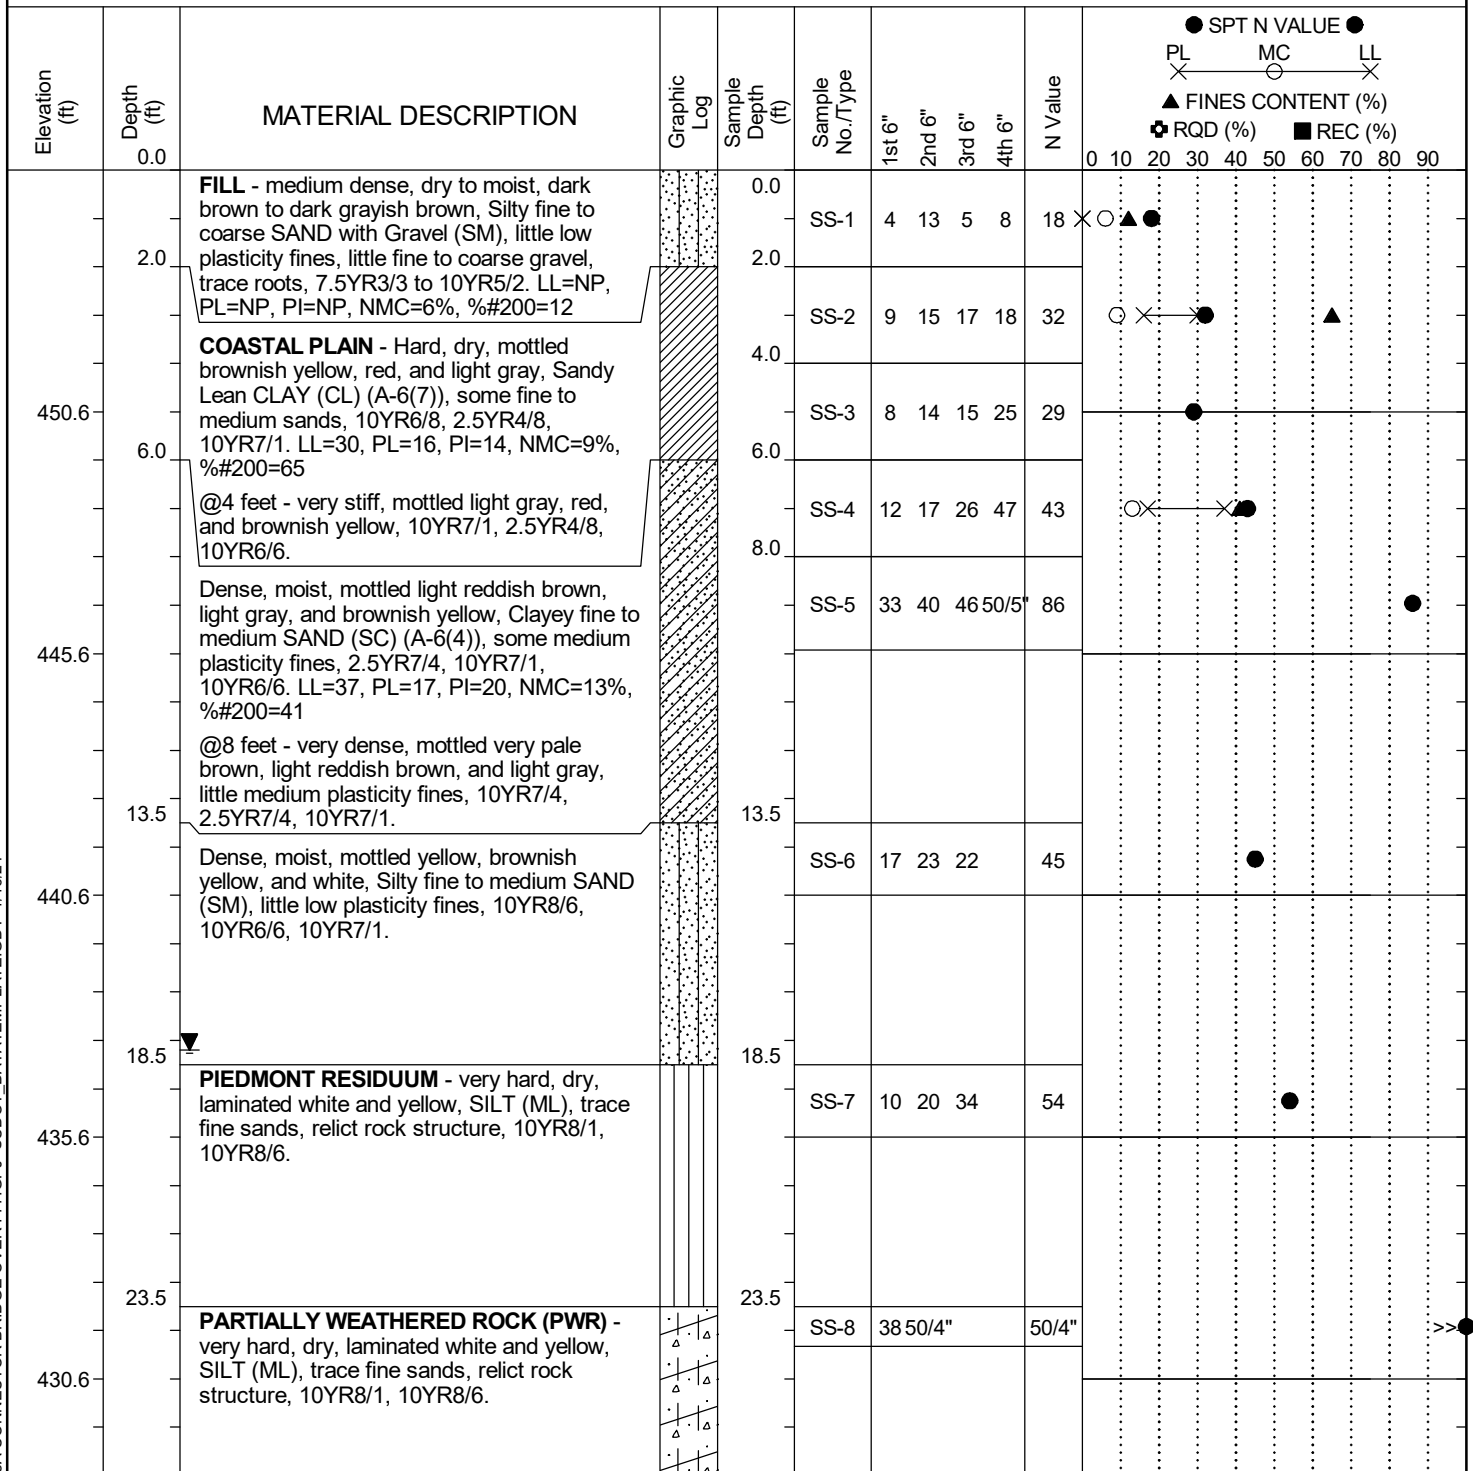 ● SPT N VALUE ●
PL MC LL
▲ FINES CONTENT (%)
RQD (%) ■ REC (%)
0 10 20 30 40 50 60 70 80 90
Elevation (ft)
Depth (ft)
0.0
MATERIAL DESCRIPTION
Graphic Log
Sample Depth (ft)
Sample No./Type
1st 6"
2nd 6"
3rd 6"
4th 6"
N Value
FILL - medium dense, dry to moist, dark
brown to dark grayish brown, Silty fine to
coarse SAND with Gravel (SM), little low
plasticity fines, little fine to coarse gravel,
trace roots, 7.5YR3/3 to 10YR5/2. LL=NP,
PL=NP, PI=NP, NMC=6%, %#200=12
0.0
SS-1 4 13 5 8 18
2.0
2.0
COASTAL PLAIN - Hard, dry, mottled
brownish yellow, red, and light gray, Sandy
Lean CLAY (CL) (A-6(7)), some fine to
medium sands, 10YR6/8, 2.5YR4/8,
10YR7/1. LL=30, PL=16, PI=14, NMC=9%,
%#200=65
SS-2 9 15 17 18 32
4.0
450.6
SS-3 8 14 15 25 29
6.0
6.0
@4 feet - very stiff, mottled light gray, red,
and brownish yellow, 10YR7/1, 2.5YR4/8,
10YR6/6.
SS-4 12 17 26 47 43
8.0
Dense, moist, mottled light reddish brown,
light gray, and brownish yellow, Clayey fine to
medium SAND (SC) (A-6(4)), some medium
plasticity fines, 2.5YR7/4, 10YR7/1,
10YR6/6. LL=37, PL=17, PI=20, NMC=13%,
%#200=41
SS-5 33 40 46 50/5" 86
445.6
@8 feet - very dense, mottled very pale
brown, light reddish brown, and light gray,
little medium plasticity fines, 10YR7/4,
2.5YR7/4, 10YR7/1.
13.5
13.5
Dense, moist, mottled yellow, brownish
yellow, and white, Silty fine to medium SAND
(SM), little low plasticity fines, 10YR8/6,
10YR6/6, 10YR7/1.
SS-6 17 23 22 45
440.6
18.5
18.5
PIEDMONT RESIDUUM - very hard, dry,
laminated white and yellow, SILT (ML), trace
fine sands, relict rock structure, 10YR8/1,
10YR8/6.
SS-7 10 20 34 54
435.6
23.5
23.5
PARTIALLY WEATHERED ROCK (PWR) -
very hard, dry, laminated white and yellow,
SILT (ML), trace fine sands, relict rock
structure, 10YR8/1, 10YR8/6.
SS-8 38 50/4" 50/4" >>
430.6